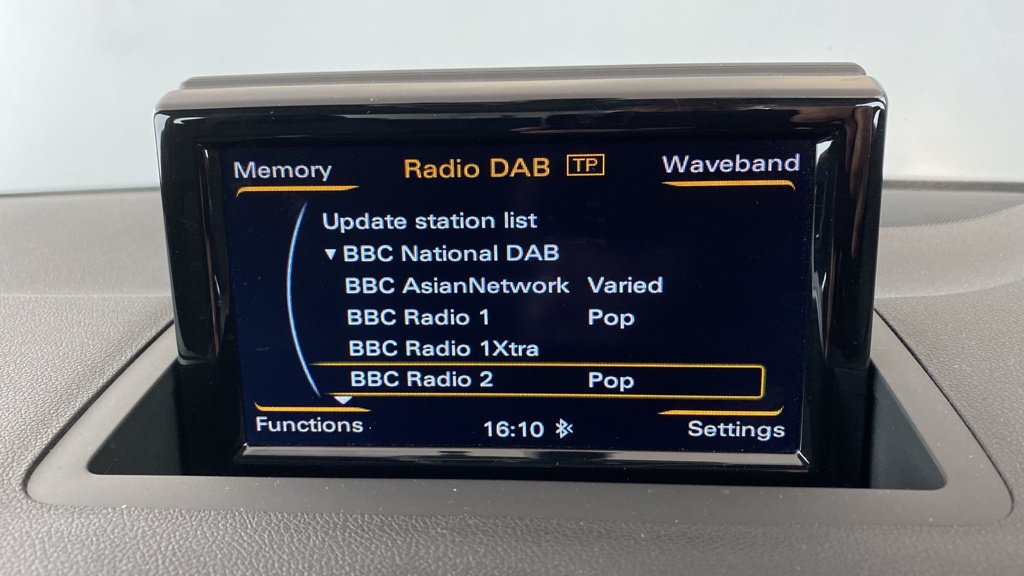 Memory Radio DAB TP Waveband
Update station list
▼ BBC National DAB
BBC AsianNetwork Varied
BBC Radio 1 Pop
BBC Radio 1Xtra
BBC Radio 2 Pop
Functions 16:10 Settings